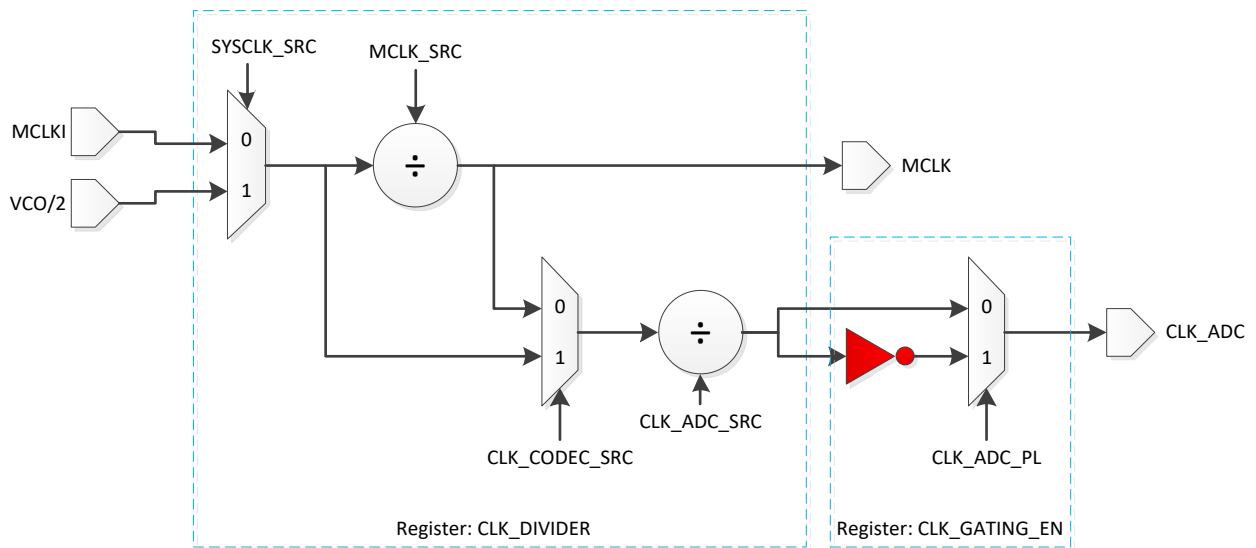 SYSCLK_SRC
MCLK_SRC
MCLKI
0
÷
MCLK
VCO/2
1
0
÷
0
CLK_ADC
1
1
CLK_ADC_SRC
CLK_CODEC_SRC
CLK_ADC_PL
Register: CLK_DIVIDER
Register: CLK_GATING_EN